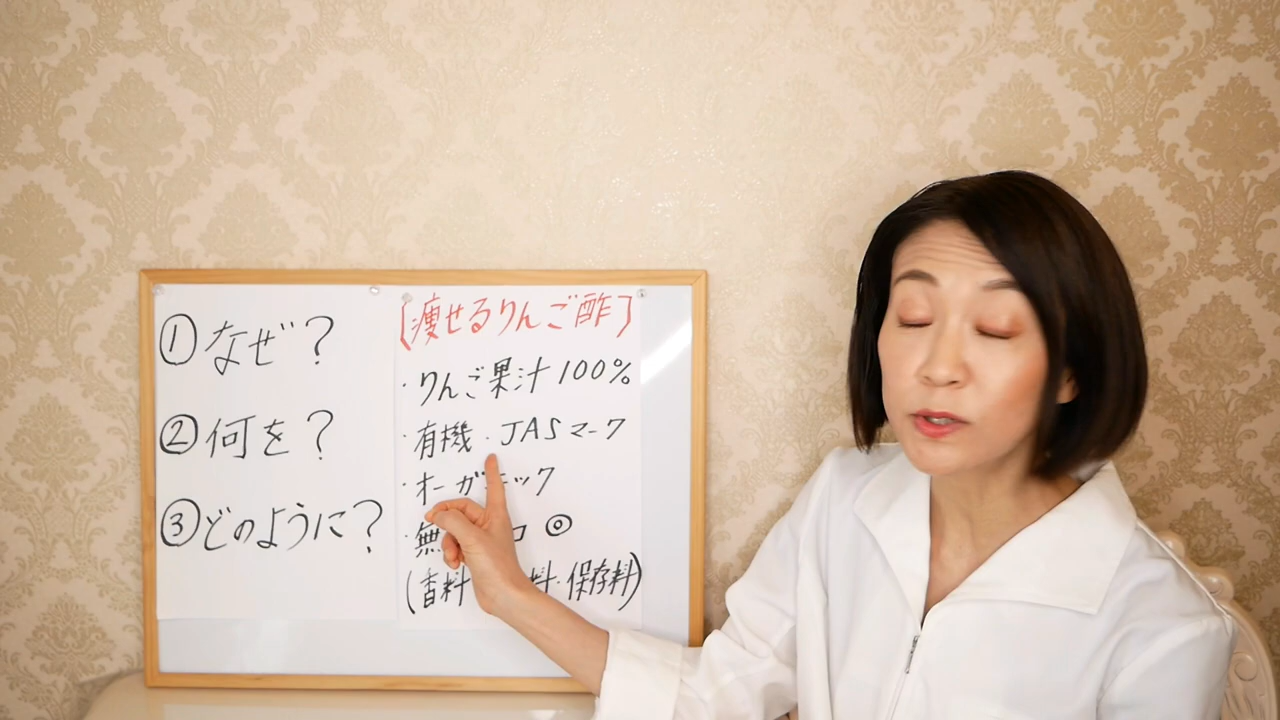 ①なぜ?
②何を?
③どのように?
[痩せるりんご酢]
・りんご果汁100%
・有機・JASマーク
・オーガニック
・無 ◎
(香料 料・保存料)